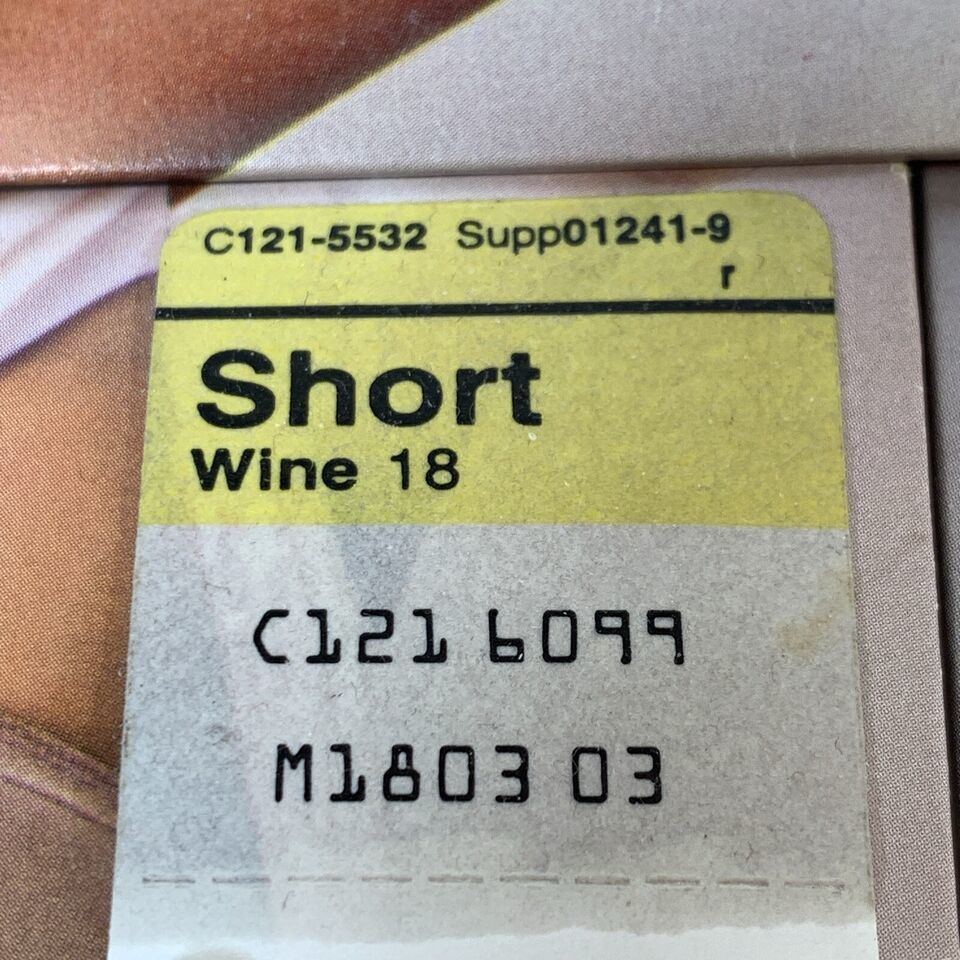 C121-5532 Supp01241-9
r
Short
Wine 18
C121 6099
M1803 03